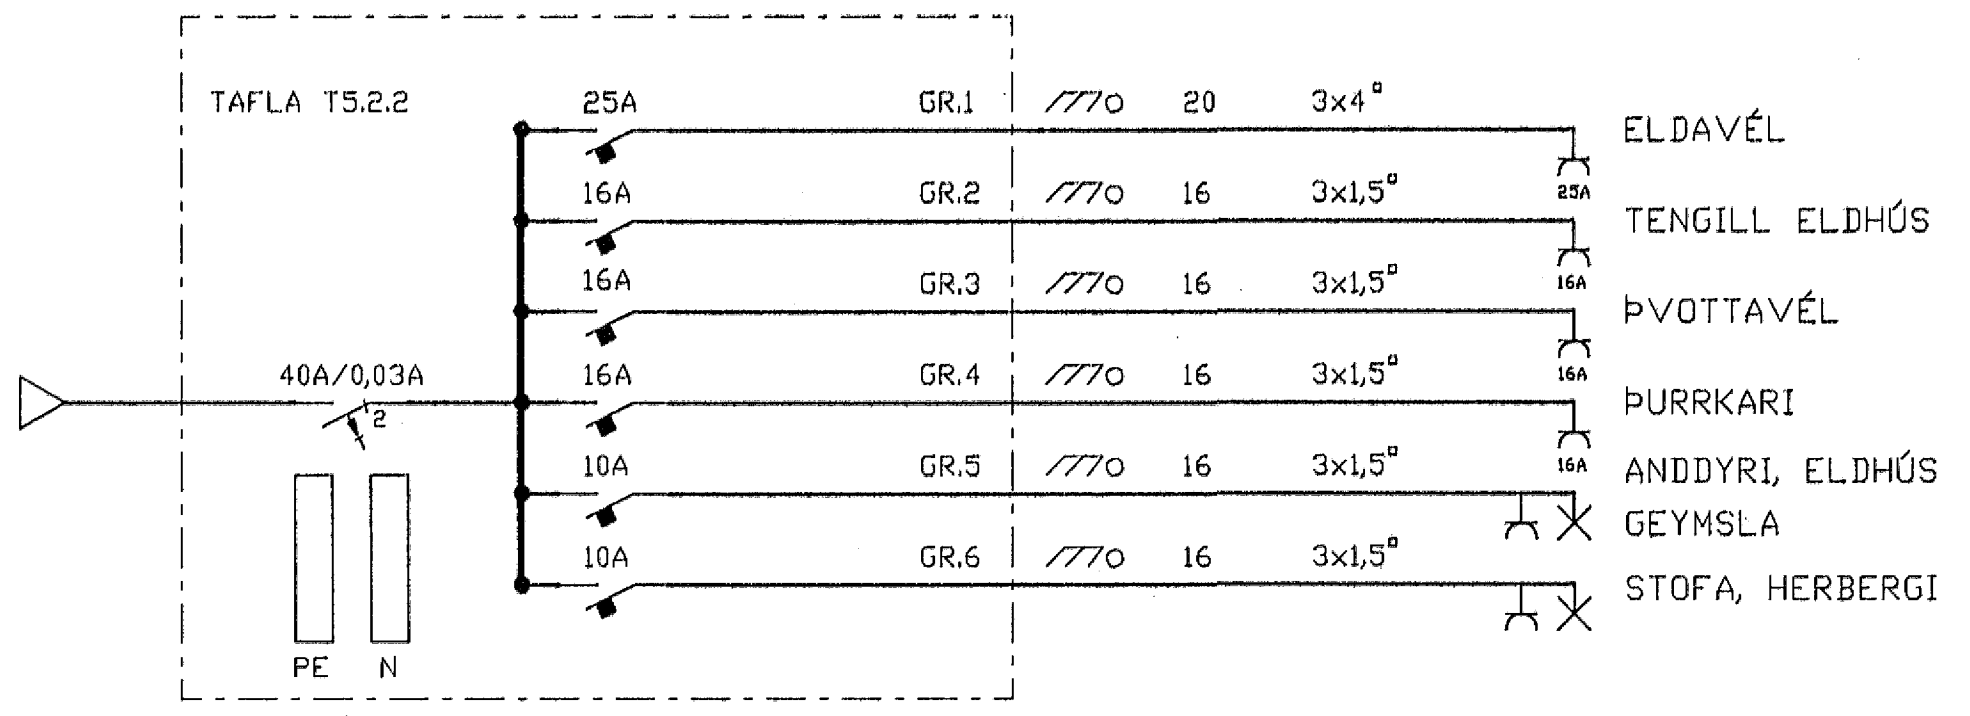 TAFLA T5.2.2 25A GR.1 20 3x4▫
ELDAVÉL
25A
16A GR.2 16 3x1,5▫
TENGILL ELDHÚS
16A
16A GR.3 16 3x1,5▫
ÞVOTTAVÉL
16A
40A/0,03A 16A GR.4 16 3x1,5▫
2
ÞURRKARI
16A
10A GR.5 16 3x1,5▫
ANDDYRI, ELDHÚS
GEYMSLA
10A GR.6 16 3x1,5▫
STOFA, HERBERGI
PE N